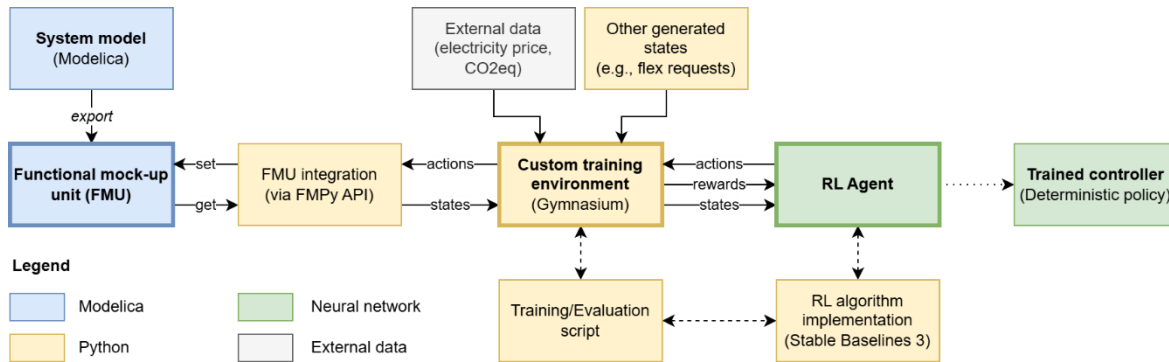 System model
(Modelica)
External data
(electricity price,
CO2eq)
Other generated
states
(e.g., flex requests)
export
Functional mock-up
unit (FMU)
set
get
FMU integration
(via FMPy API)
actions
states
Custom training
environment
(Gymnasium)
actions
rewards
states
RL Agent
Trained controller
(Deterministic policy)
Legend
Modelica
Python
Neural network
External data
Training/Evaluation
script
RL algorithm
implementation
(Stable Baselines 3)